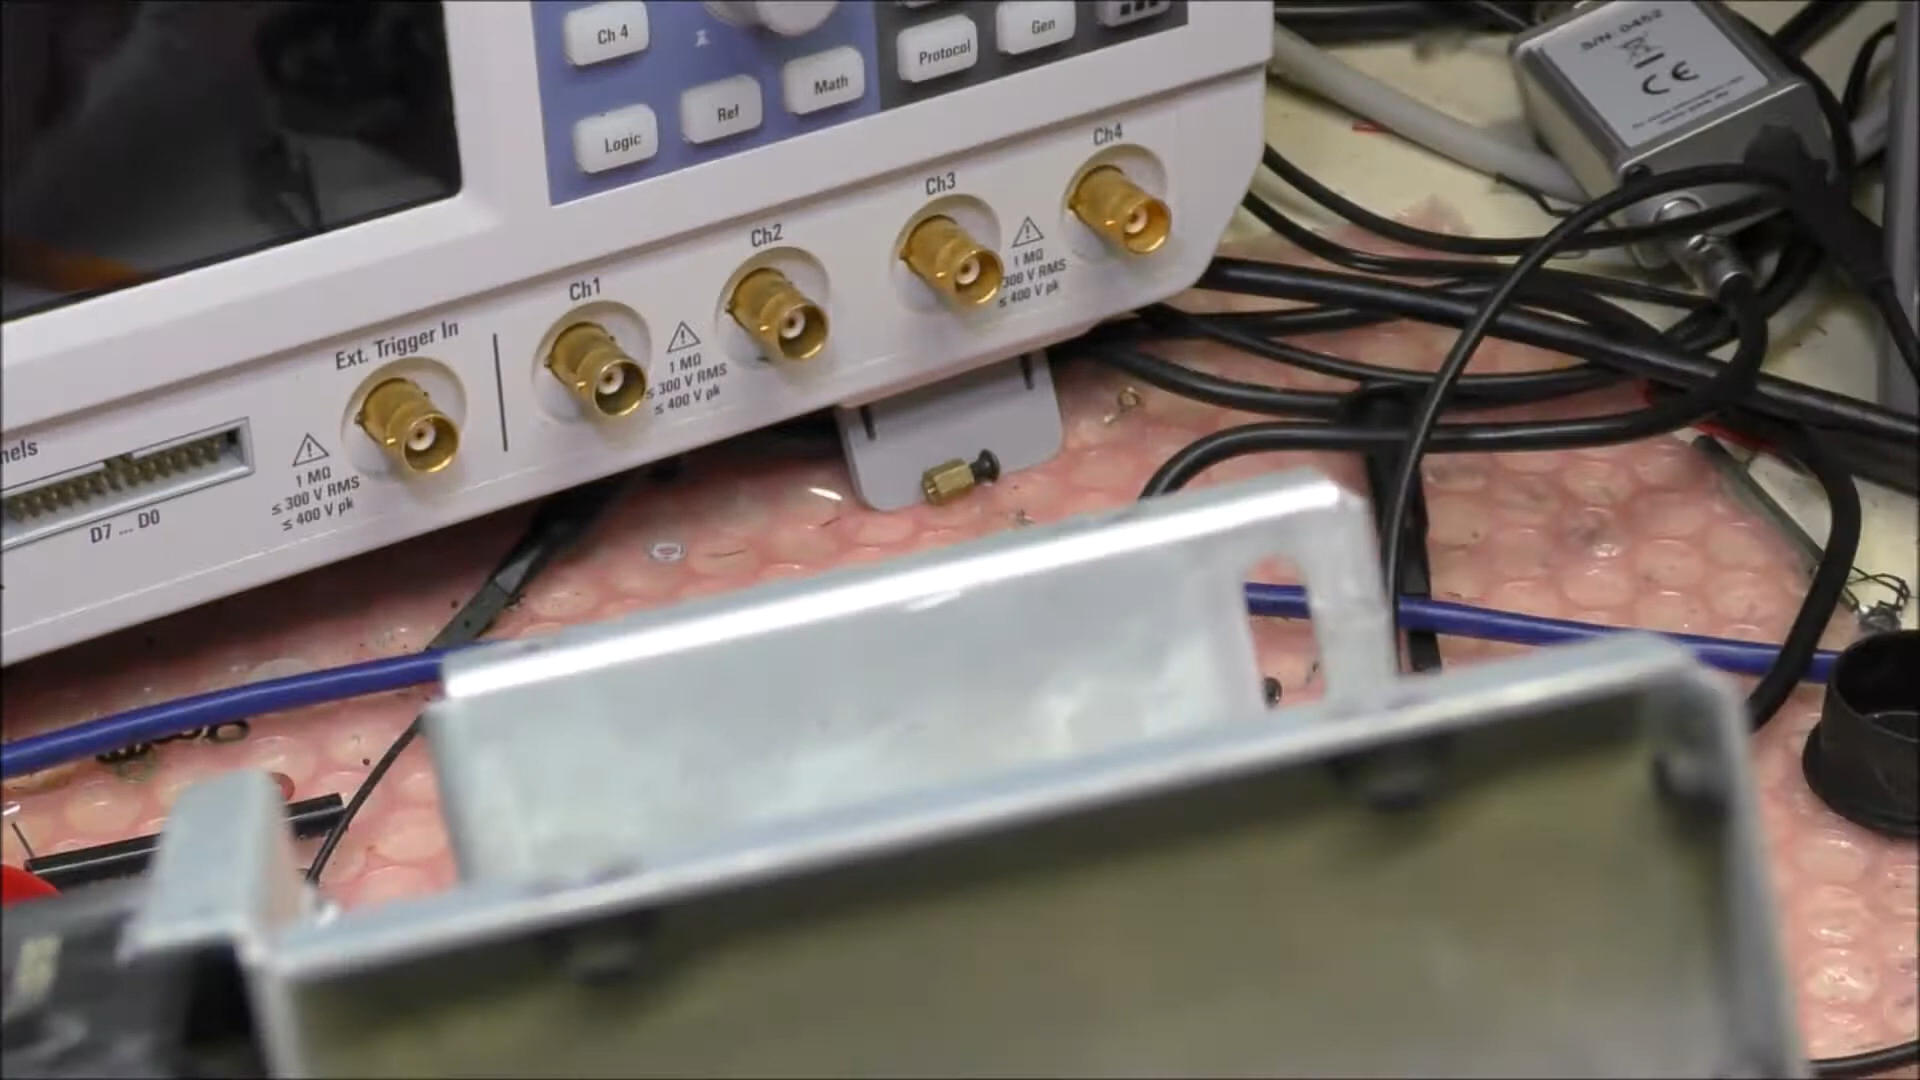 Ch 4
Protocol
Gen
Logic
Ref
Math
S/N: 0452
CE
Ext. Trigger In
Ch1
Ch2
Ch3
Ch4
1 MΩ
≤ 300 V RMS
≤ 400 V pk
1 MΩ
≤ 300 V RMS
≤ 400 V pk
1 MΩ
300 V RMS
≤ 400 V pk
nels
D7 ... D0